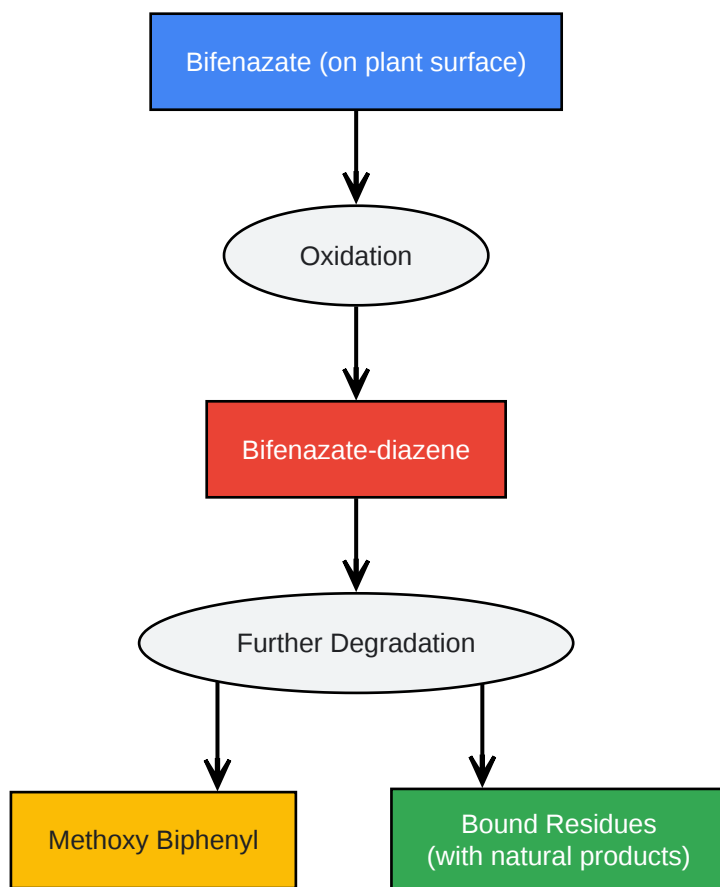 Bifenazate (on plant surface)
Oxidation
Bifenazate-diazene
Further Degradation
Methoxy Biphenyl
Bound Residues
(with natural products)